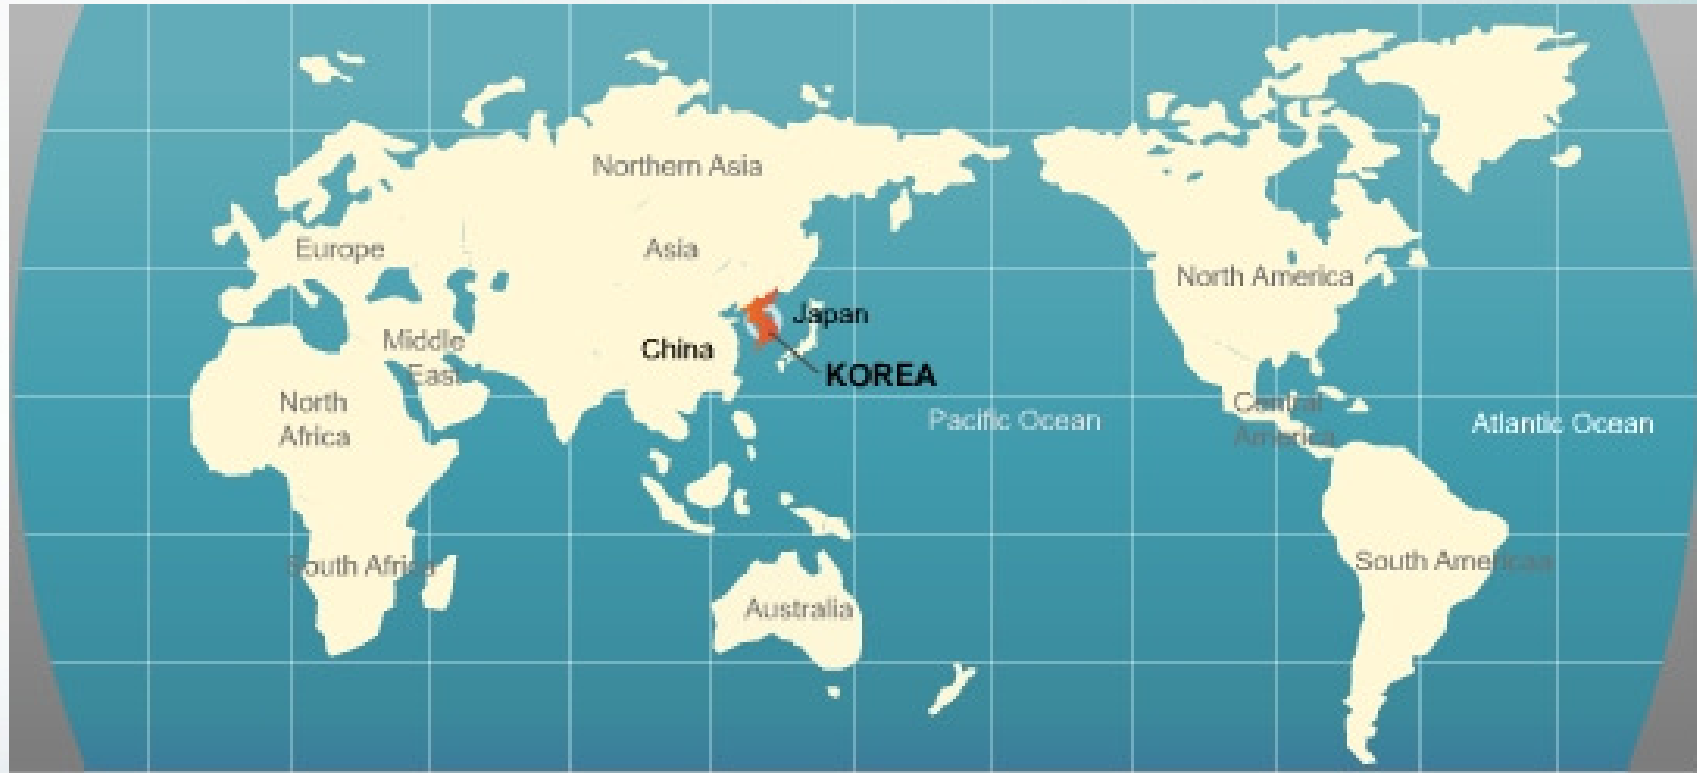 Northern Asia
Europe
Asia
North America
Japan
Middle
East
China
KOREA
North
Africa
Central
America
Pacific Ocean
Atlantic Ocean
South Africa
South Americaa
Australia